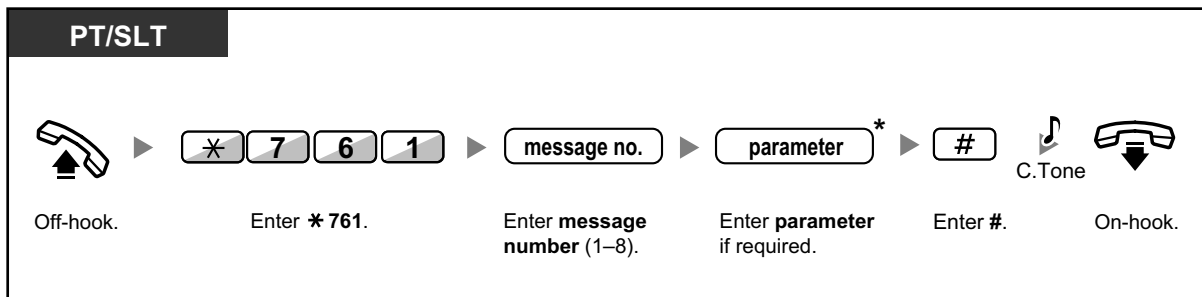 PT/SLT
* 7 6 1 message no. parameter * #
C.Tone
Off-hook. Enter * 761. Enter message number (1–8). Enter parameter if required. Enter #. On-hook.